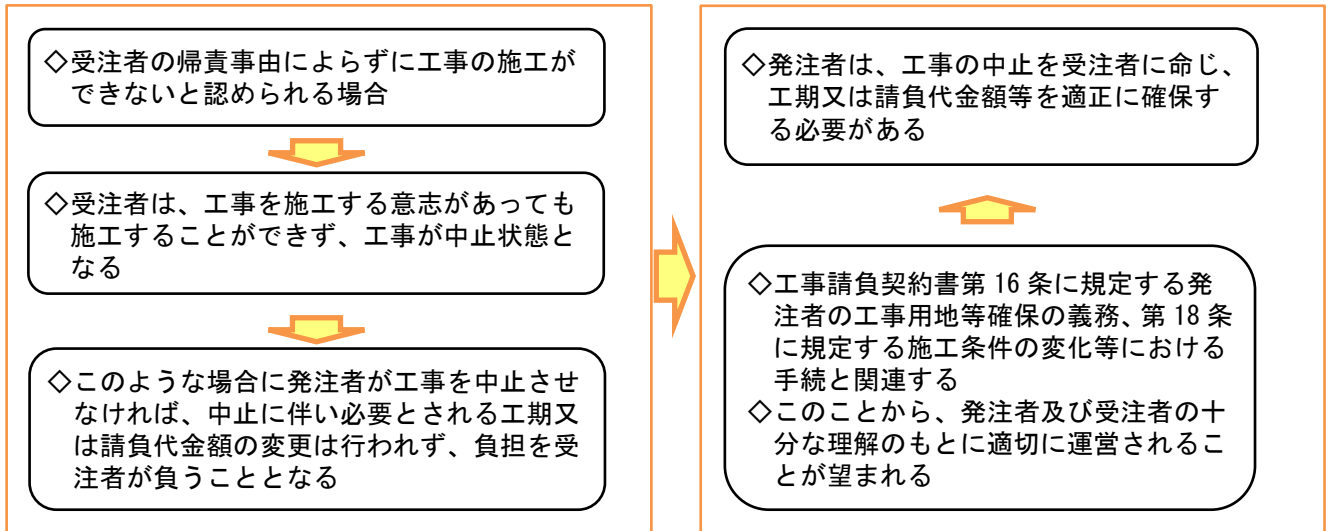 ◇受注者の帰責事由によらずに工事の施工が
できないと認められる場合
◇受注者は、工事を施工する意志があっても
施工することができず、工事が中止状態と
なる
◇このような場合に発注者が工事を中止させ
なければ、中止に伴い必要とされる工期又
は請負代金額の変更は行われず、負担を受
注者が負うこととなる
◇発注者は、工事の中止を受注者に命じ、
工期又は請負代金額等を適正に確保す
る必要がある
◇工事請負契約書第 16 条に規定する発
注者の工事用地等確保の義務、第 18 条
に規定する施工条件の変化等における
手続と関連する
◇このことから、発注者及び受注者の十
分な理解のもとに適切に運営されるこ
とが望まれる